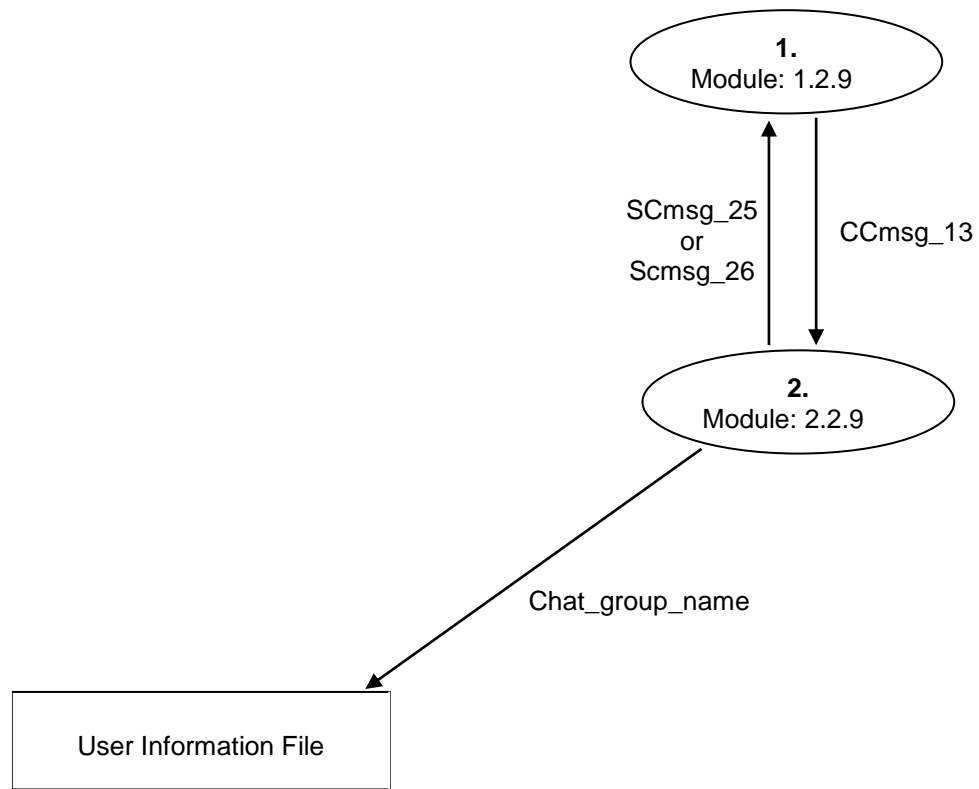 1.
Module: 1.2.9
SCmsg_25
or
Scmsg_26
CCmsg_13
2.
Module: 2.2.9
Chat_group_name
User Information File